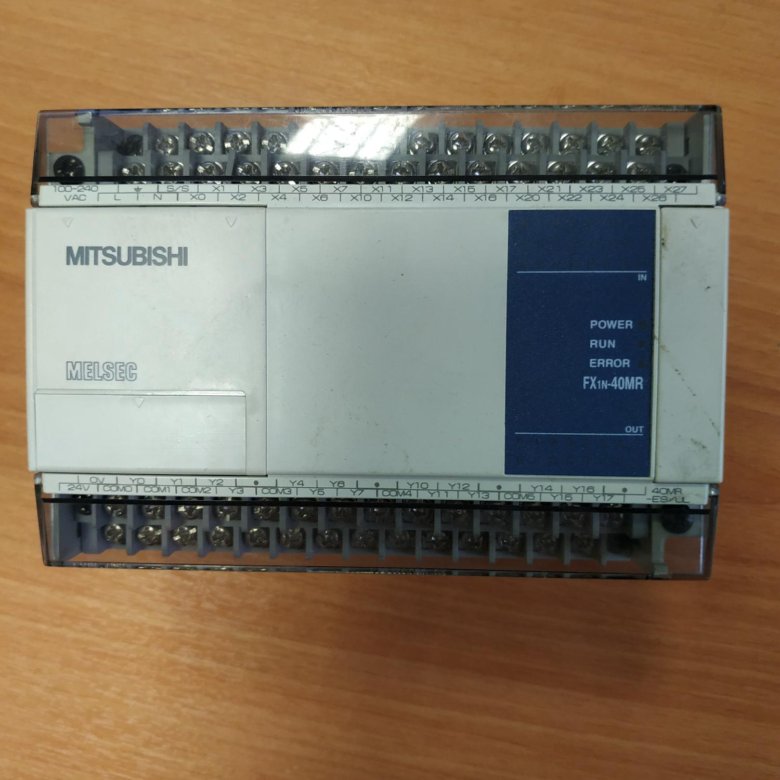 S/S X1 X3 X5 X7 X11 X13 X15 X17 X21 X23 X25 X27
100-240 VAC L N X0 X2 X4 X6 X10 X12 X14 X16 X20 X22 X24 X26
MITSUBISHI
IN
POWER
RUN
ERROR
MELSEC
FX1N-40MR
OUT
0V Y0 Y1 Y2 • Y4 Y6 • Y10 Y12 • Y14 Y16 •
24V COM0 COM1 COM2 Y3 COM3 Y5 Y7 COM4 Y11 Y13 COM5 Y15 Y17
40MR
-ES/UL